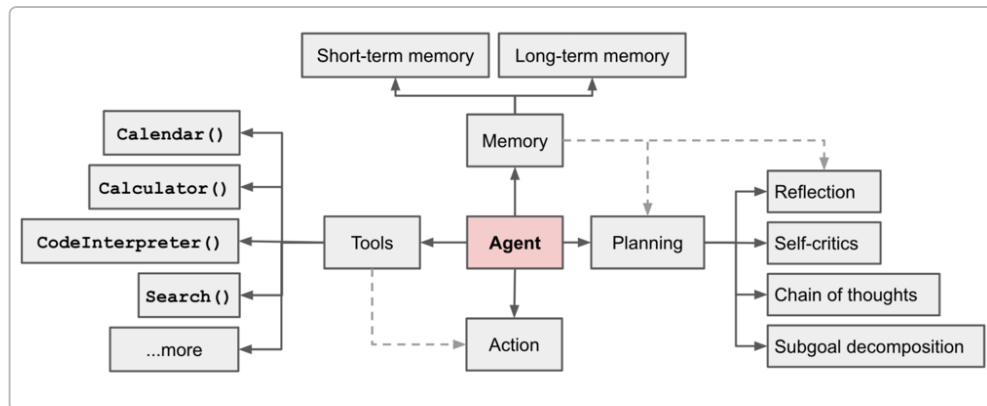 Short-term memory
Long-term memory
Calendar()
Memory
Calculator()
Reflection
CodeInterpreter()
Tools
Agent
Planning
Self-critics
Search()
Chain of thoughts
...more
Action
Subgoal decomposition